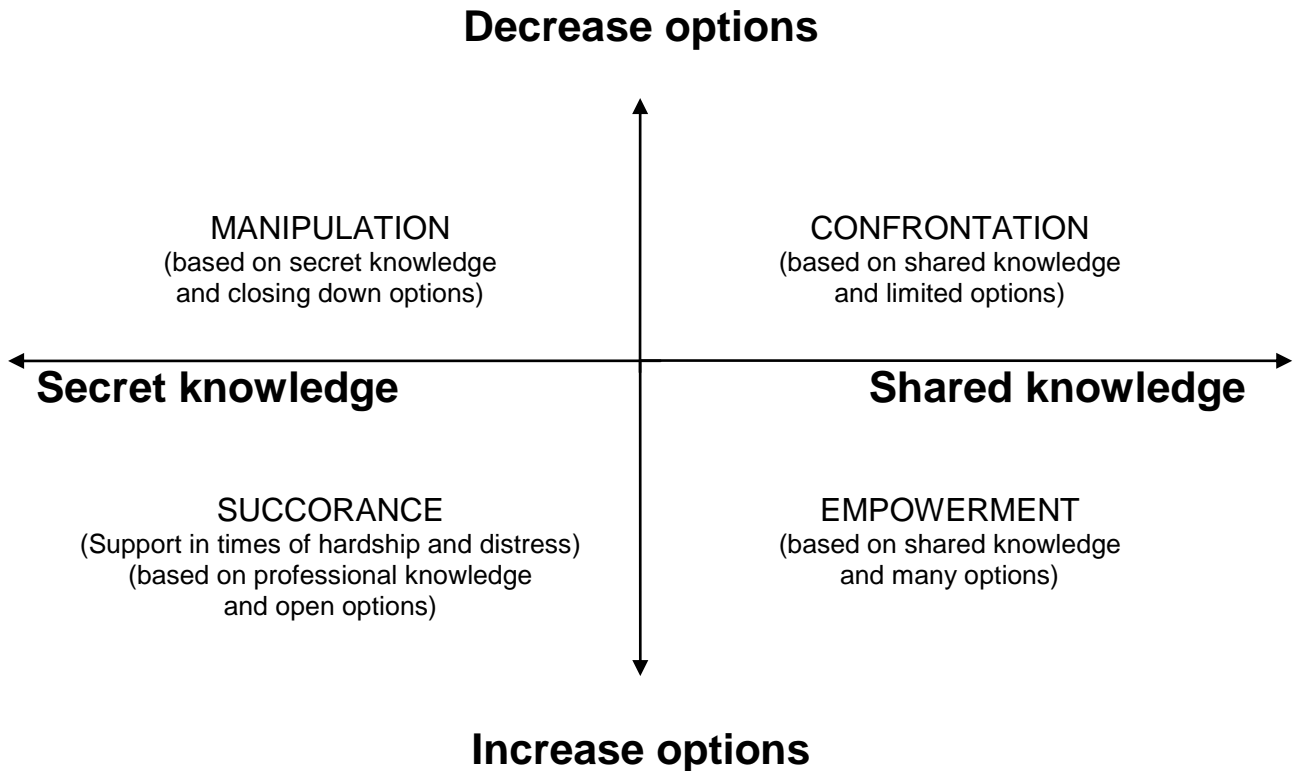 Decrease options
MANIPULATION
(based on secret knowledge
and closing down options)
CONFRONTATION
(based on shared knowledge
and limited options)
Secret knowledge
Shared knowledge
SUCCORANCE
(Support in times of hardship and distress)
(based on professional knowledge
and open options)
EMPOWERMENT
(based on shared knowledge
and many options)
Increase options